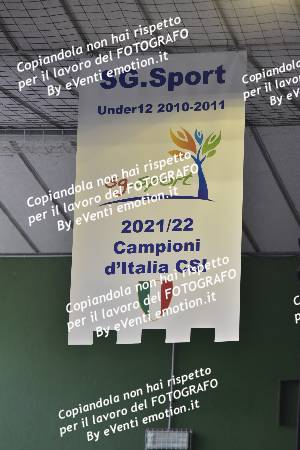 Copiandola non hai rispetto
per il lavoro del FOTOGRAFO
By eVenti emotion.it
SG.Sport
Under12 2010-2011
Copiandola non hai rispetto
per il lavoro del FOTOGRAFO
By eVenti emotion.it
sg sport
2021/22
Campioni
d'Italia CSI
Copiandola non hai rispetto
per il lavoro del FOTOGRAFO
By eVenti emotion.it
Copiandola non hai rispetto
per il lavoro del FOTOGRAFO
By eVenti emotion.it